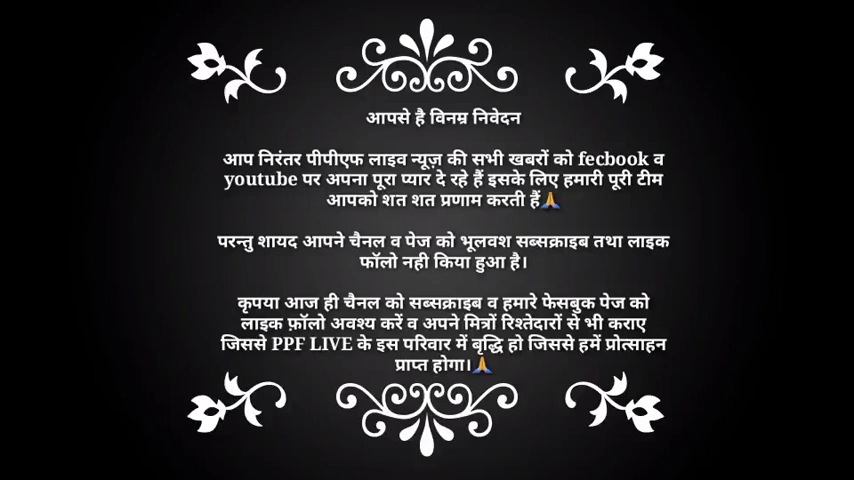 आपसे है विनम्र निवेदन
आप निरंतर पीपीएफ लाइव न्यूज़ की सभी खबरों को fecbook व
youtube पर अपना पूरा प्यार दे रहे हैं इसके लिए हमारी पूरी टीम
आपको शत शत प्रणाम करती हैं🙏
परन्तु शायद आपने चैनल व पेज को भूलवश सब्सक्राइब तथा लाइक
फॉलो नही किया हुआ है।
कृपया आज ही चैनल को सब्सक्राइब व हमारे फेसबुक पेज को
लाइक फ़ॉलो अवश्य करें व अपने मित्रों रिश्तेदारों से भी कराए
जिससे PPF LIVE के इस परिवार में बृद्धि हो जिससे हमें प्रोत्साहन
प्राप्त होगा।🙏